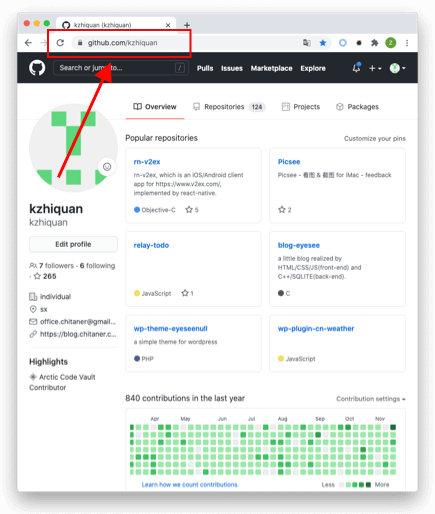 kzhiquan (kzhiquan)
github.com/kzhiquan
Search or jump to...
/
Pulls Issues Marketplace Explore
Overview Repositories 124 Projects Packages
Popular repositories
Customize your pins
rn-v2ex
rn-v2ex, which is an iOS/Android client
app for https://www.v2ex.com/,
implemented by react-native.
Objective-C 5
Picsee
Picsee - 看图 & 截图 for iMac - feedback
2
relay-todo
JavaScript 1
blog-eyesee
a little blog realized by
HTML/CSS/JS(front-end) and
C++/SQLITE(back-end).
C
wp-theme-eyeseenull
a simple theme for wordpress
PHP
wp-plugin-cn-weather
JavaScript
kzhiquan
kzhiquan
Edit profile
7 followers · 6 following
· 265
individual
sx
office.chitaner@gmail...
https://blog.chitaner.c...
Highlights
Arctic Code Vault
Contributor
840 contributions in the last year
Contribution settings
Apr May Jun Jul Aug Sep Oct Nov
Learn how we count contributions.
Less More
Z